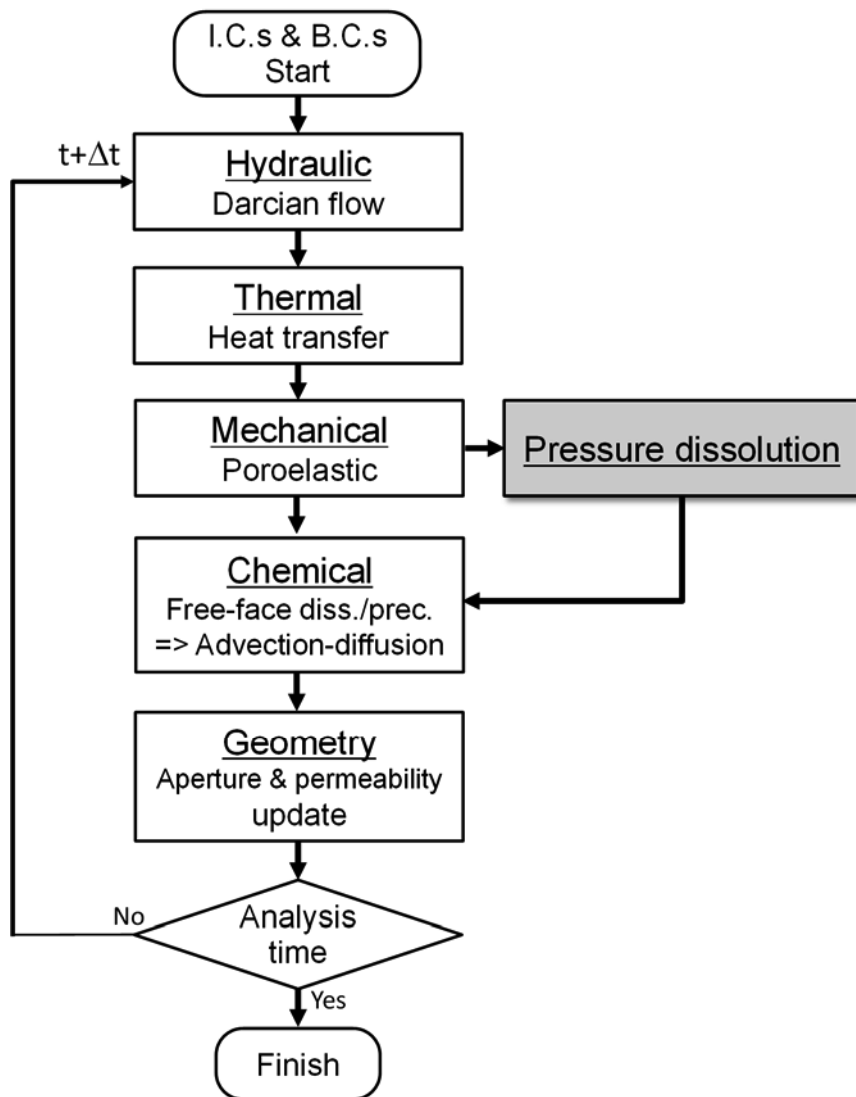 I.C.s & B.C.s
Start
t+Δt
Hydraulic
Darcian flow
Thermal
Heat transfer
Mechanical
Poroelastic
Pressure dissolution
Chemical
Free-face diss./prec.
=> Advection-diffusion
Geometry
Aperture & permeability
update
No
Analysis
time
Yes
Finish